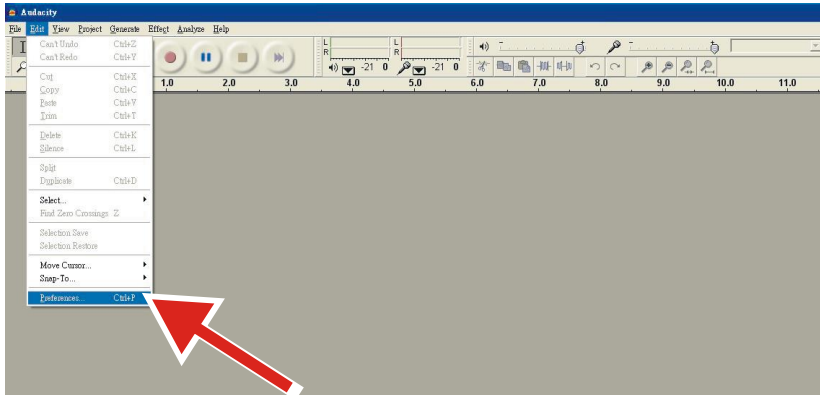 Audacity
File Edit View Project Generate Effect Analyze Help
Can't Undo Ctrl+Z
Can't Redo Ctrl+Y
Cut Ctrl+X
Copy Ctrl+C
Paste Ctrl+V
Trim Ctrl+T
Delete Ctrl+K
Silence Ctrl+L
Split
Duplicate Ctrl+D
Select...
Find Zero Crossings Z
Selection Save
Selection Restore
Move Cursor...
Snap-To...
Preferences... Ctrl+P
L L
R R
-21 0 -21 0
1.0 2.0 3.0 4.0 5.0 6.0 7.0 8.0 9.0 10.0 11.0